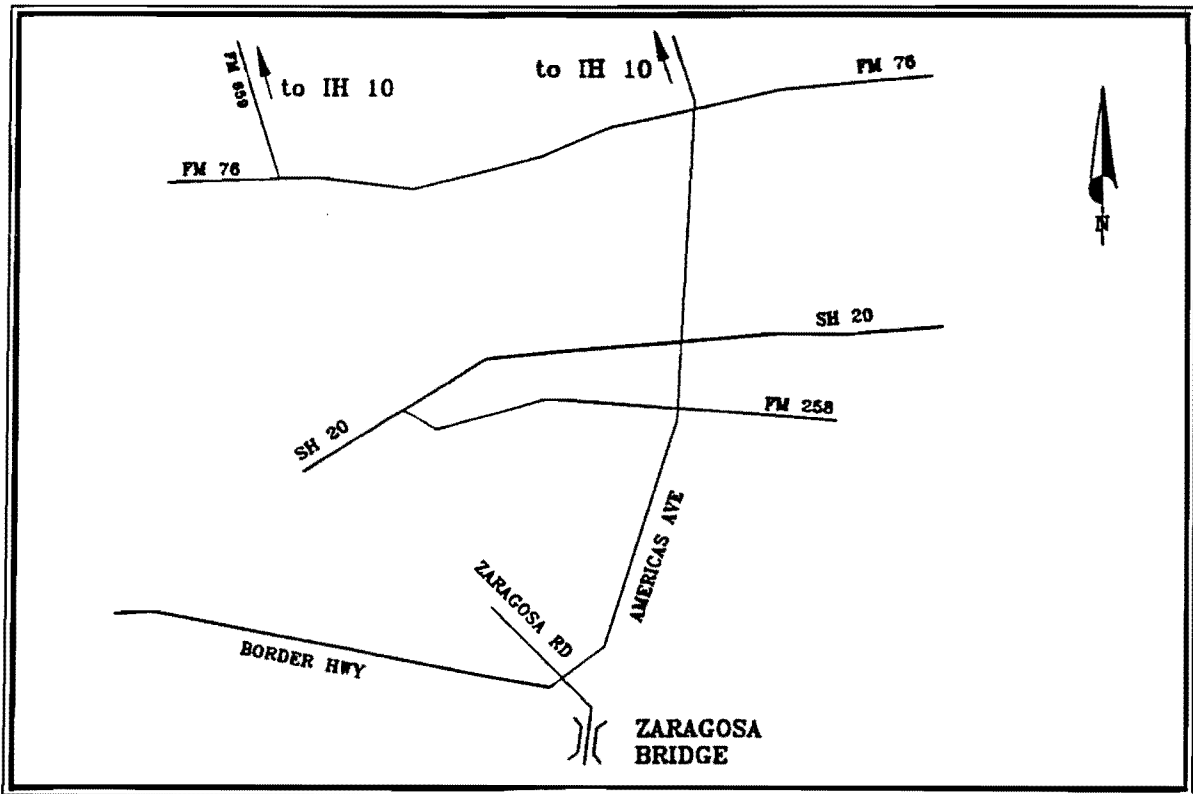 FM 659
to IH 10
to IH 10
FM 76
FM 76
N
SH 20
SH 20
FM 258
AMERICAS AVE
ZARAGOSA RD
BORDER HWY
ZARAGOSA
BRIDGE